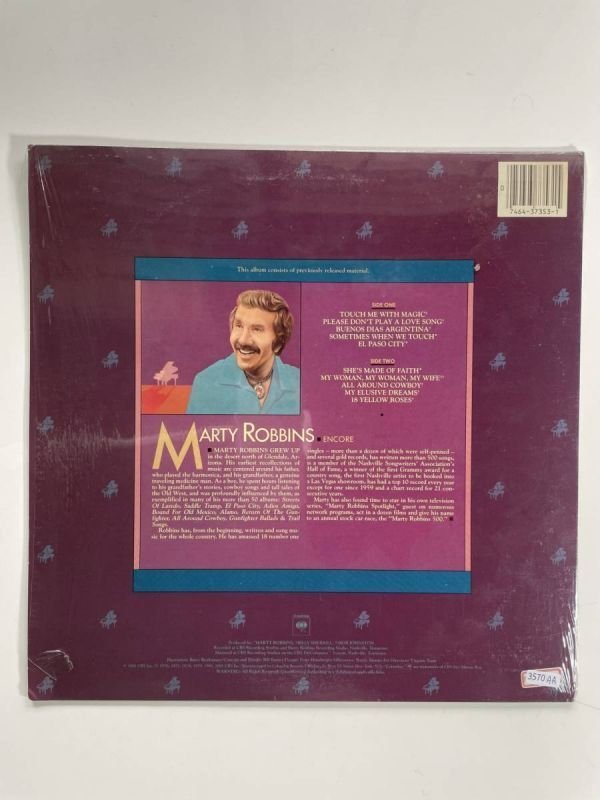 0
7464-37353-1
This album consists of previously released material.
SIDE ONE
TOUCH ME WITH MAGIC
PLEASE DON'T PLAY A LOVE SONG
BUENOS DIAS ARGENTINA
SOMETIMES WHEN WE TOUCH
EL PASO CITY
SIDE TWO
SHE'S MADE OF FAITH
MY WOMAN, MY WOMAN, MY WIFE
ALL AROUND COWBOY
MY ELUSIVE DREAMS
18 YELLOW ROSES
MARTY ROBBINS ENCORE
MARTY ROBBINS GREW UP
in the desert north of Glendale, Ar-
izona. His earliest recollections of
music are centered around his father,
who played the harmonica, and his grandfather, a genuine
traveling medicine man. As a boy, he spent hours listening
to his grandfather's stories, cowboy songs and tall tales of
the Old West, and was profoundly influenced by them, as
exemplified in many of his more than 50 albums: Streets
Of Laredo, Saddle Tramp, El Paso City, Adios Amigo,
Bound For Old Mexico, Alamo, Return Of The Gun-
fighter, All Around Cowboy, Gunfighter Ballads & Trail
Songs.
Robbins has, from the beginning, written and sung mu-
sic for the whole country. He has amassed 18 number one
singles – more than a dozen of which were self-penned –
and several gold records, has written more than 500 songs,
is a member of the Nashville Songwriters' Association's
Hall of Fame, a winner of the first Grammy award for a
country song, the first Nashville artist to be booked into
a Las Vegas showroom, has had a top 10 record every year
except for one since 1959 and a chart record for 21 con-
secutive years.
Marty has also found time to star in his own television
series, "Marty Robbins Spotlight," guest on numerous
network programs, act in a dozen films and give his name
to an annual stock car race, the "Marty Robbins 500."
3570 AA